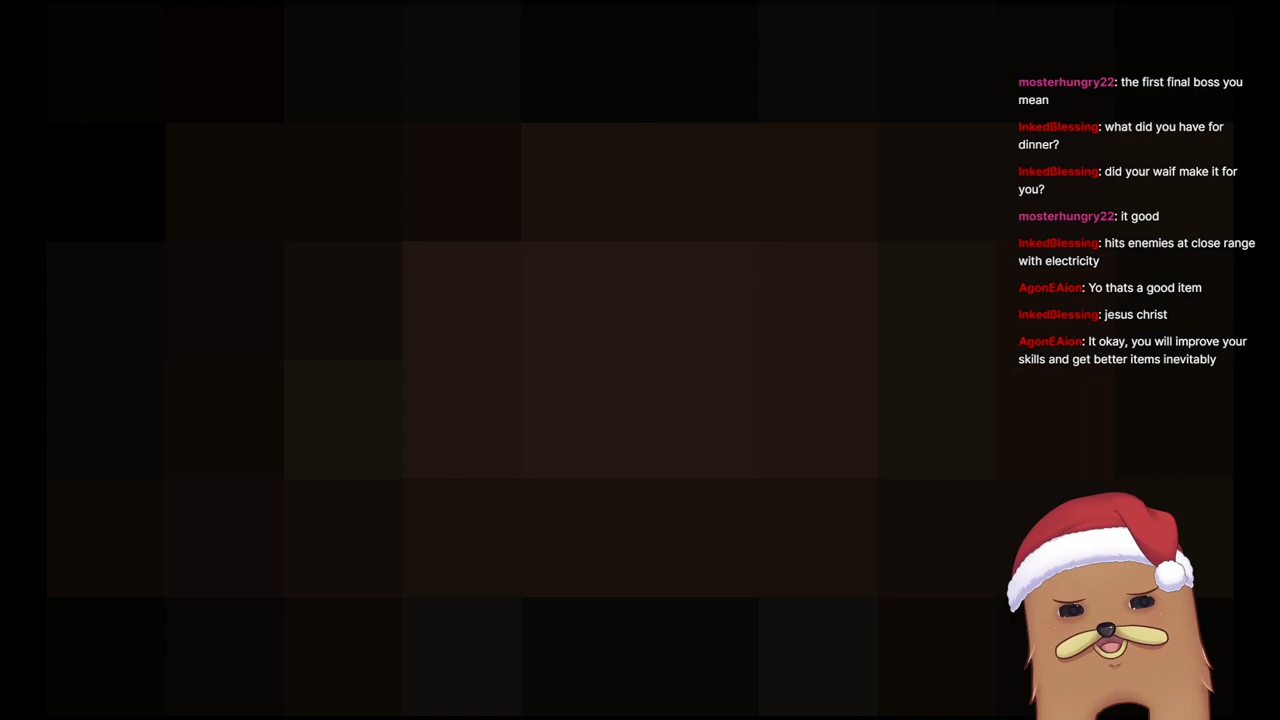 mosterhungry22: the first final boss you
mean
InkedBlessing: what did you have for
dinner?
InkedBlessing: did your waif make it for
you?
mosterhungry22: it good
InkedBlessing: hits enemies at close range
with electricity
AgonEAion: Yo thats a good item
InkedBlessing: jesus christ
AgonEAion: It okay, you will improve your
skills and get better items inevitably